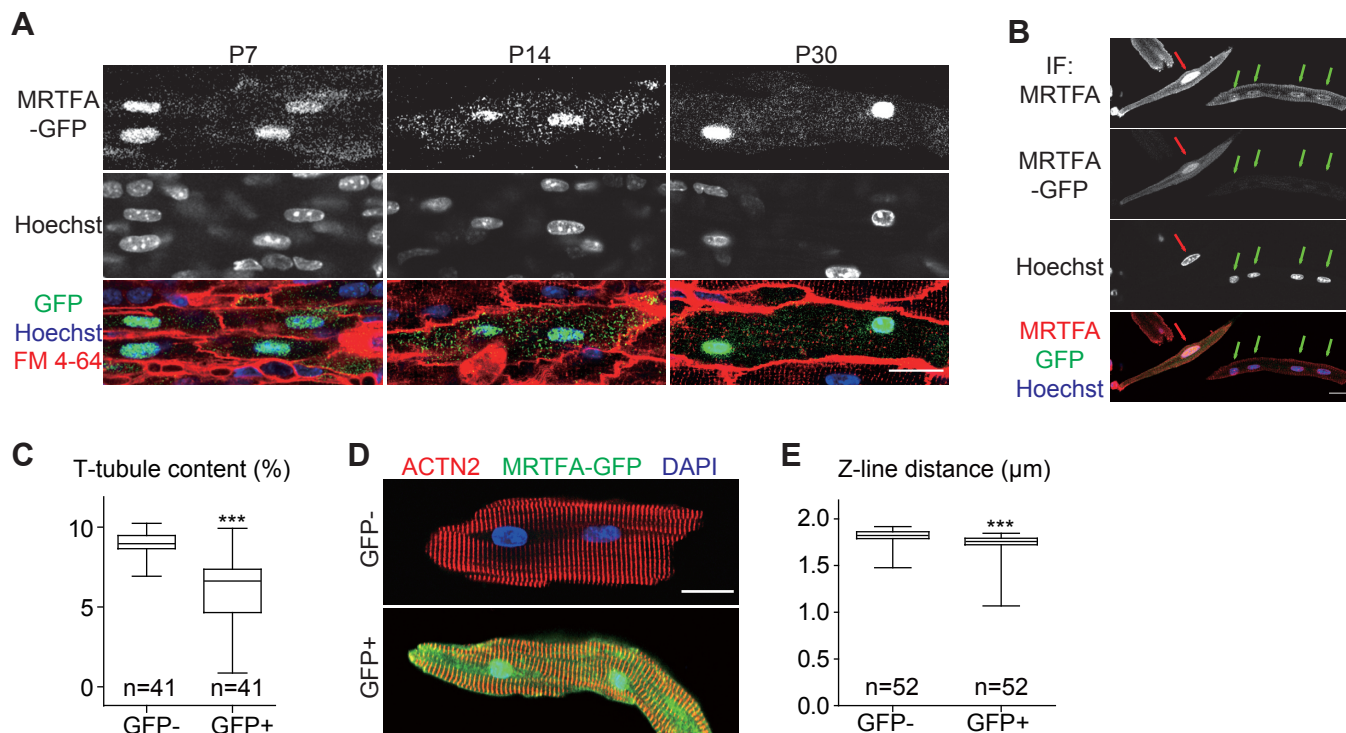 A
P7 P14 P30
MRTFA
-GFP
Hoechst
GFP
Hoechst
FM 4-64
B
IF:
MRTFA
MRTFA
-GFP
Hoechst
MRTFA
GFP
Hoechst
C
T-tubule content (%)
10
5
0
***
n=41 n=41
GFP- GFP+
D
ACTN2 MRTFA-GFP DAPI
GFP-
GFP+
E
Z-line distance (µm)
2.0
1.5
1.0
0.5
0.0
***
n=52 n=52
GFP- GFP+